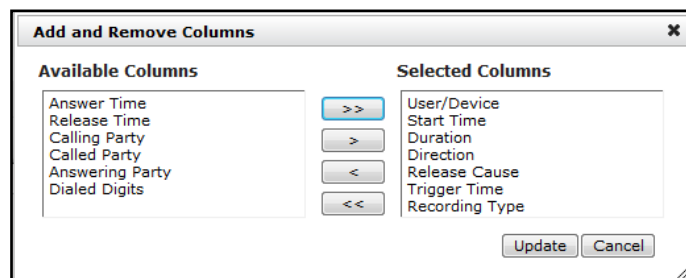 Add and Remove Columns ✖
Available Columns
Answer Time
Release Time
Calling Party
Called Party
Answering Party
Dialed Digits
>>
>
<
<<
Selected Columns
User/Device
Start Time
Duration
Direction
Release Cause
Trigger Time
Recording Type
Update Cancel